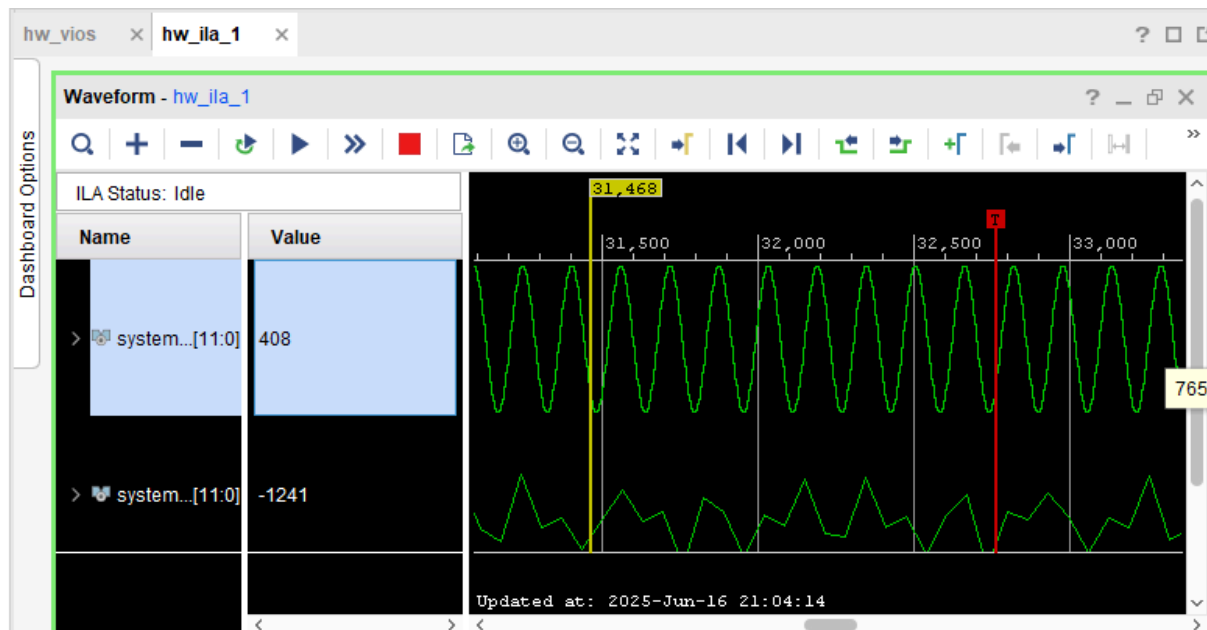 hw_vios
hw_ila_1
Dashboard Options
Waveform - hw_ila_1
ILA Status: Idle
Name
Value
system...[11:0]
408
system...[11:0]
-1241
31,468
T
31,500
32,000
32,500
33,000
765
Updated at: 2025-Jun-16 21:04:14